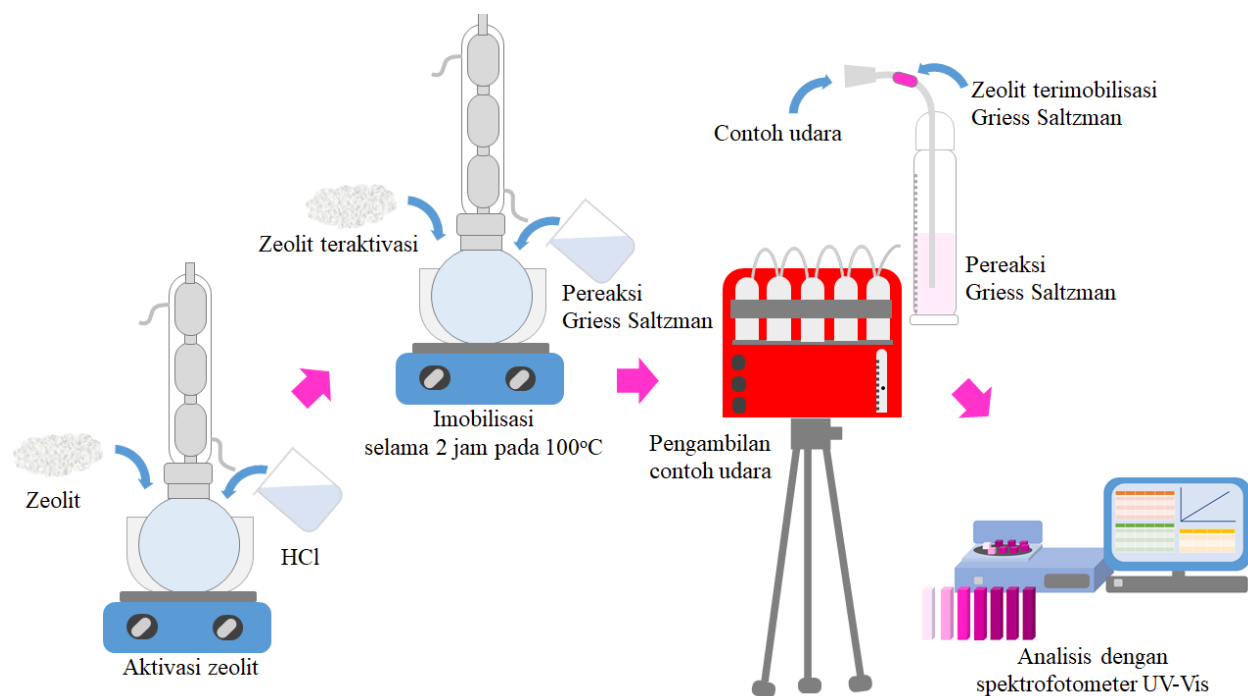 Zeolit
HCl
Aktivasi zeolit
Zeolit teraktivasi
Pereaksi
Griess Saltzman
Imobilisasi
selama 2 jam pada 100°C
Contoh udara
Zeolit terimobilisasi
Griess Saltzman
Pereaksi
Griess Saltzman
Pengambilan
contoh udara
Analisis dengan
spektrofotometer UV-Vis